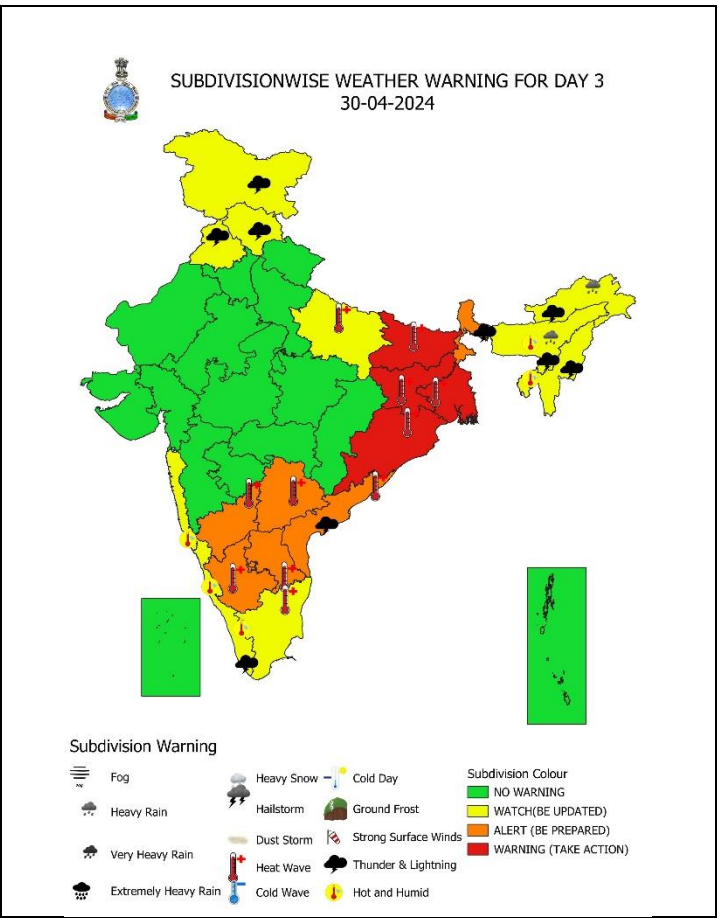 SUBDIVISIONWISE WEATHER WARNING FOR DAY 3
30-04-2024
Subdivision Warning
Fog
Heavy Rain
Very Heavy Rain
Extremely Heavy Rain
Heavy Snow
Hailstorm
Dust Storm
Heat Wave
Cold Wave
Cold Day
Ground Frost
Strong Surface Winds
Thunder & Lightning
Hot and Humid
Subdivision Colour
NO WARNING
WATCH(BE UPDATED)
ALERT (BE PREPARED)
WARNING (TAKE ACTION)